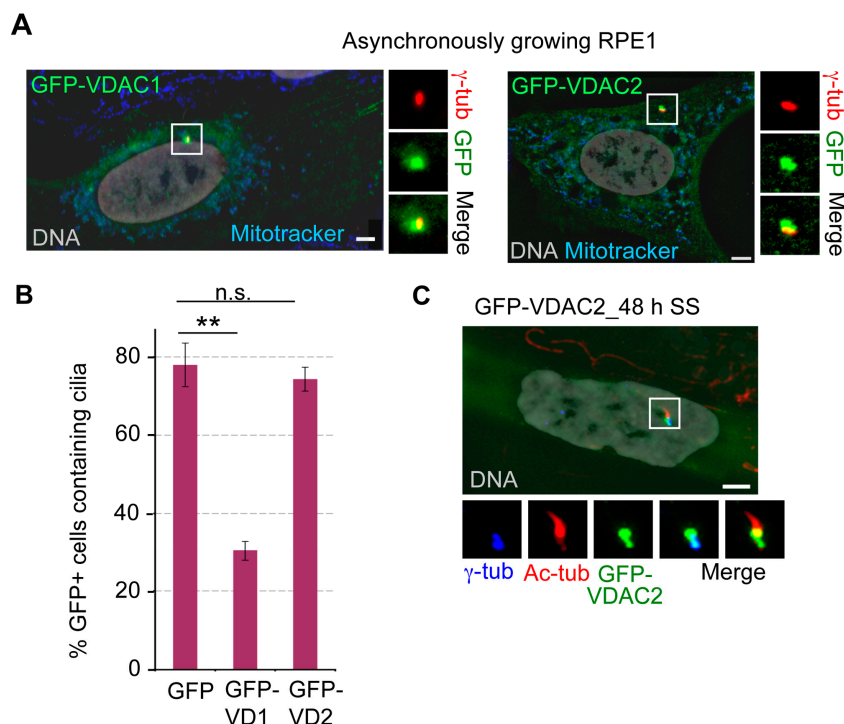 A
Asynchronously growing RPE1
GFP-VDAC1
DNA
Mitotracker
γ-tub
GFP
Merge
GFP-VDAC2
DNA Mitotracker
γ-tub
GFP
Merge
B
n.s.
**
80
60
40
20
0
% GFP+ cells containing cilia
GFP
GFP-
VD1
GFP-
VD2
C
GFP-VDAC2_48 h SS
DNA
γ-tub
Ac-tub
GFP-
VDAC2
Merge